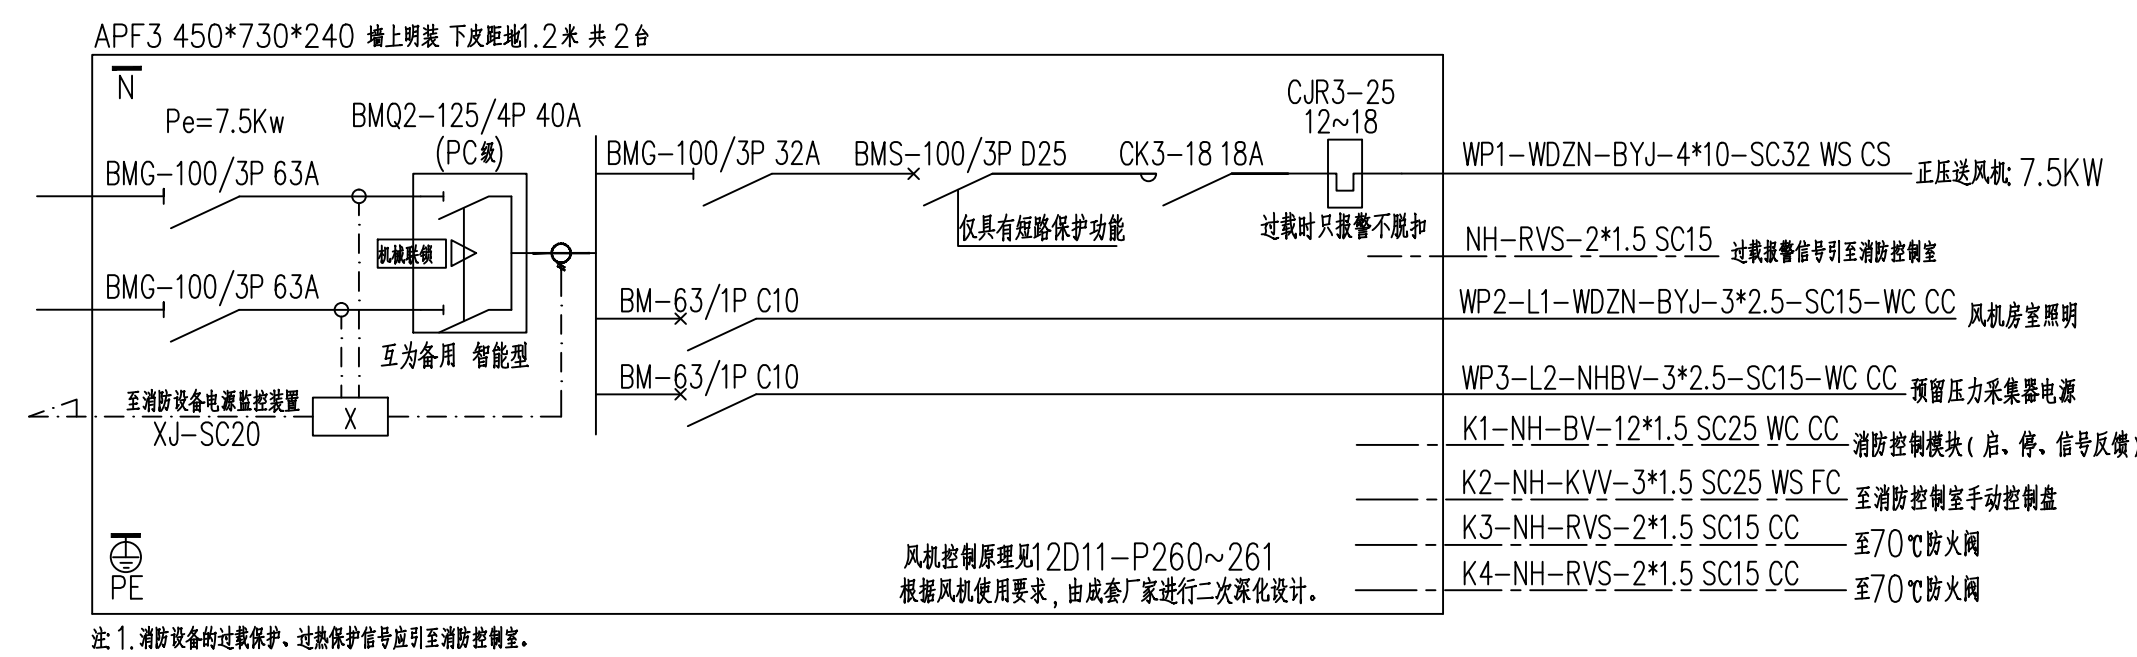 APF3 450*730*240 墙上明装 下皮距地1.2米 共2台
N
Pe=7.5Kw
BMQ2-125/4P 40A
(PC级)
BMG-100/3P 63A
机械联锁
BMG-100/3P 63A
互为备用 智能型
至消防设备电源监控装置
XJ-SC20
X
PE
BMG-100/3P 32A
BMS-100/3P D25
仅具有短路保护功能
CK3-18 18A
CJR3-25
12~18
过载时只报警不脱扣
WP1-WDZN-BYJ-4*10-SC32 WS CS
正压送风机: 7.5KW
NH-RVS-2*1.5 SC15
过载报警信号引至消防控制室
BM-63/1P C10
WP2-L1-WDZN-BYJ-3*2.5-SC15-WC CC
风机房室照明
BM-63/1P C10
WP3-L2-NHBV-3*2.5-SC15-WC CC
预留压力采集器电源
K1-NH-BV-12*1.5 SC25 WC CC
消防控制模块(启、停、信号反馈)
K2-NH-KVV-3*1.5 SC25 WS FC
至消防控制室手动控制盘
K3-NH-RVS-2*1.5 SC15 CC
至70℃防火阀
K4-NH-RVS-2*1.5 SC15 CC
至70℃防火阀
风机控制原理见12D11-P260~261
根据风机使用要求,由成套厂家进行二次深化设计。
注: 1. 消防设备的过载保护、过热保护信号应引至消防控制室。